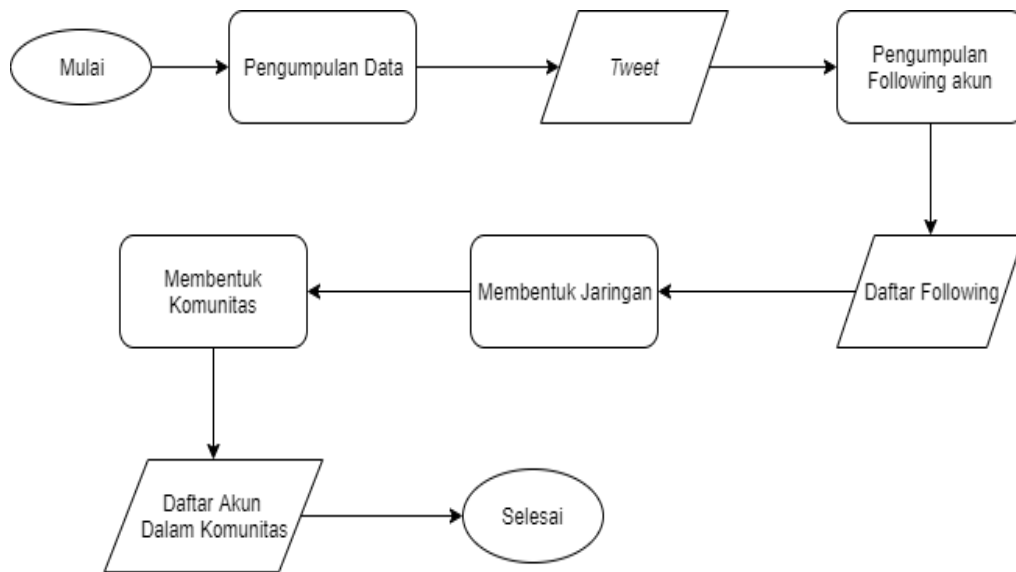 Mulai
Pengumpulan Data
Tweet
Pengumpulan
Following akun
Daftar Following
Membentuk Jaringan
Membentuk
Komunitas
Daftar Akun
Dalam Komunitas
Selesai